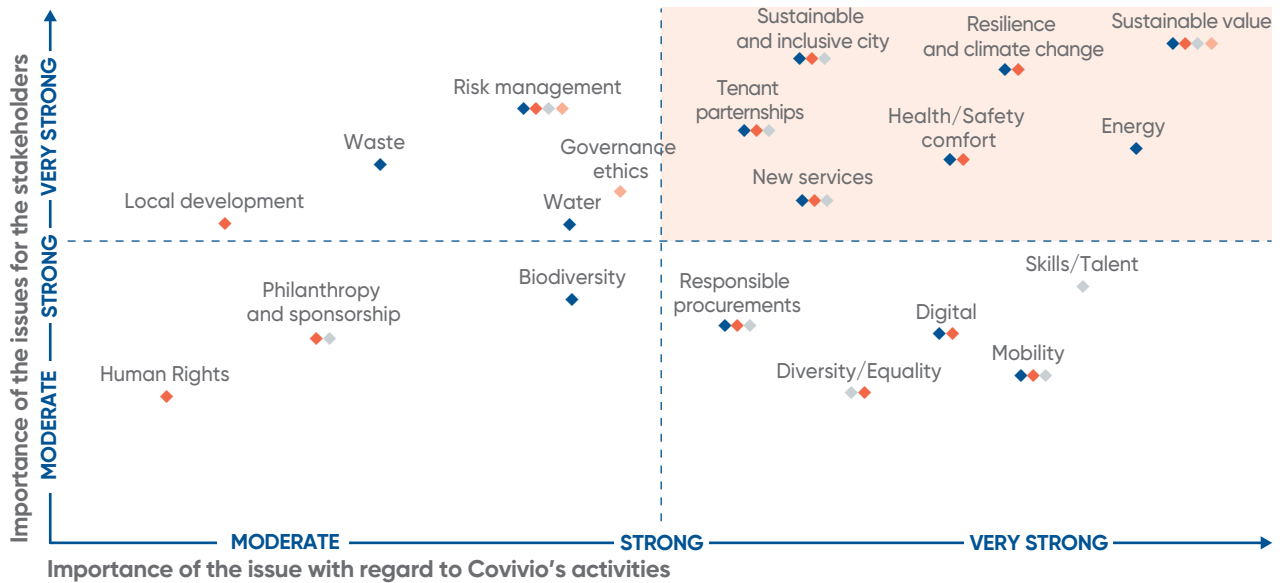 Importance of the issues for the stakeholders
VERY STRONG
STRONG
MODERATE
Sustainable
and inclusive city
Resilience
and climate change
Sustainable value
Risk management
Tenant
parternships
Health/Safety
comfort
Energy
Waste
Governance
ethics
New services
Local development
Water
Biodiversity
Skills/Talent
Philanthropy
and sponsorship
Responsible
procurements
Digital
Human Rights
Diversity/Equality
Mobility
MODERATE
STRONG
VERY STRONG
Importance of the issue with regard to Covivio's activities